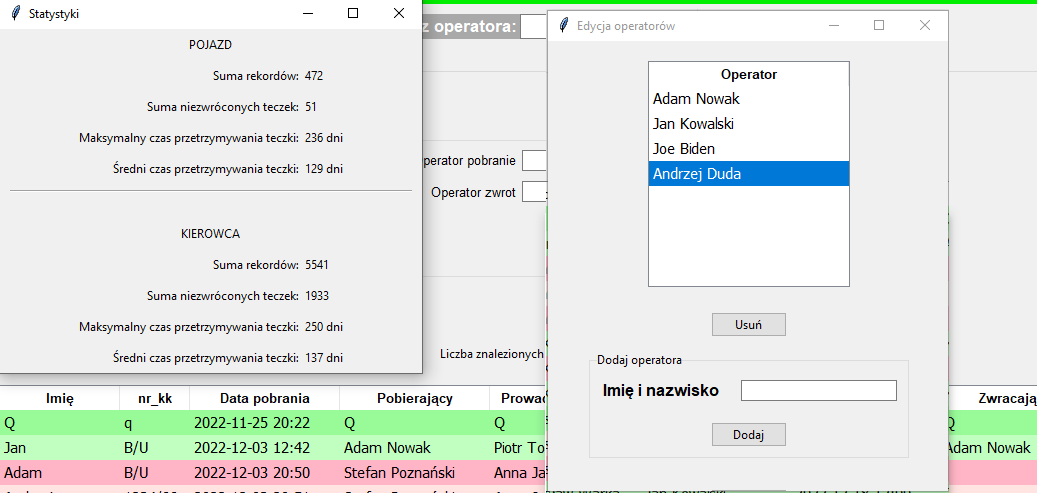 Statystyki
POJAZD
Suma rekordów: 472
Suma niezwróconych teczek: 51
Maksymalny czas przetrzymywania teczki: 236 dni
Średni czas przetrzymywania teczki: 129 dni
KIEROWCA
Suma rekordów: 5541
Suma niezwróconych teczek: 1933
Maksymalny czas przetrzymywania teczki: 250 dni
Średni czas przetrzymywania teczki: 137 dni
z operatora:
perator pobranie
Operator zwrot
Liczba znalezionych
Edycja operatorów
Operator
Adam Nowak
Jan Kowalski
Joe Biden
Andrzej Duda
Usuń
Dodaj operatora
Imię i nazwisko
Dodaj
Imię nr_kk Data pobrania Pobierający Prowad Zwracają
Q q 2022-11-25 20:22 Q Q Q
Jan B/U 2022-12-03 12:42 Adam Nowak Piotr To Adam Nowak
Adam B/U 2022-12-03 20:50 Stefan Poznański Anna Ja